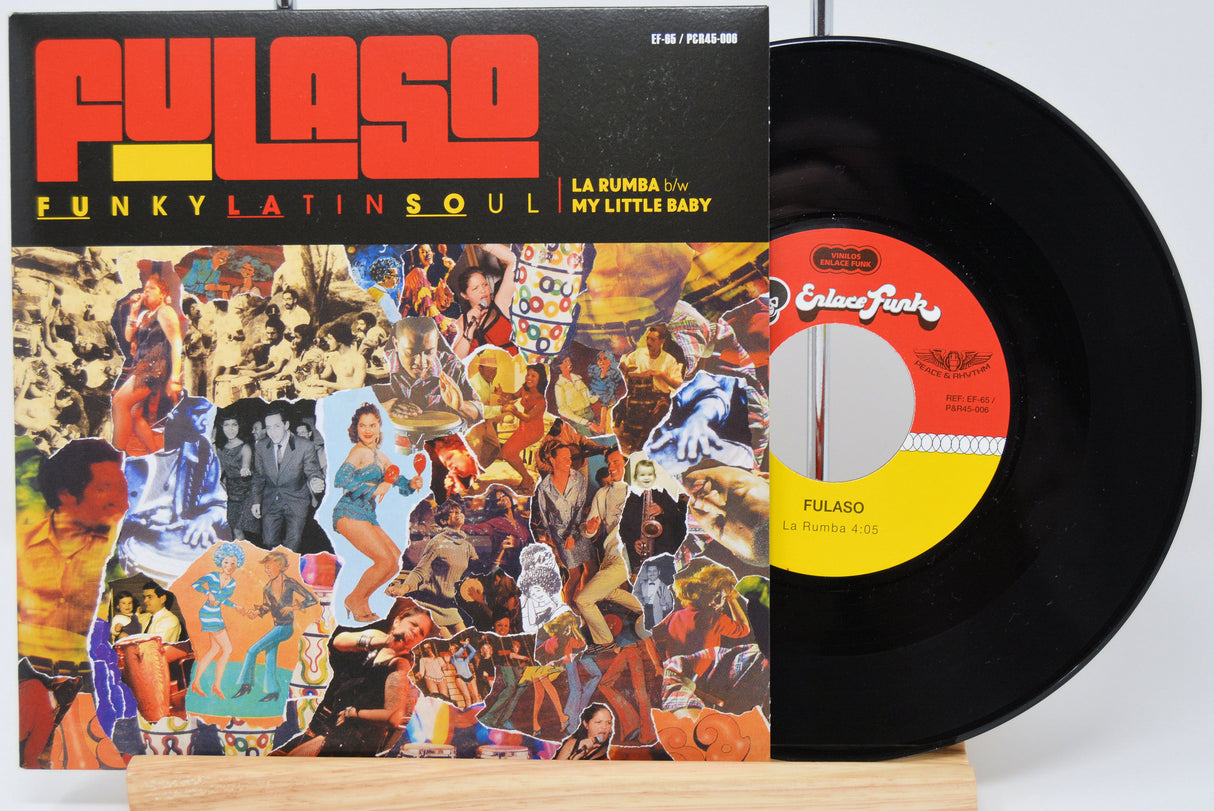 EF-65 / P&R45-006
FULASO
FUNKY LATIN SOUL
LA RUMBA b/w
MY LITTLE BABY
VINILOS
ENLACE FUNK
Enlace Funk
PEACE & RHYTHM
REF: EF-65 /
P&R45-006
FULASO
La Rumba 4:05